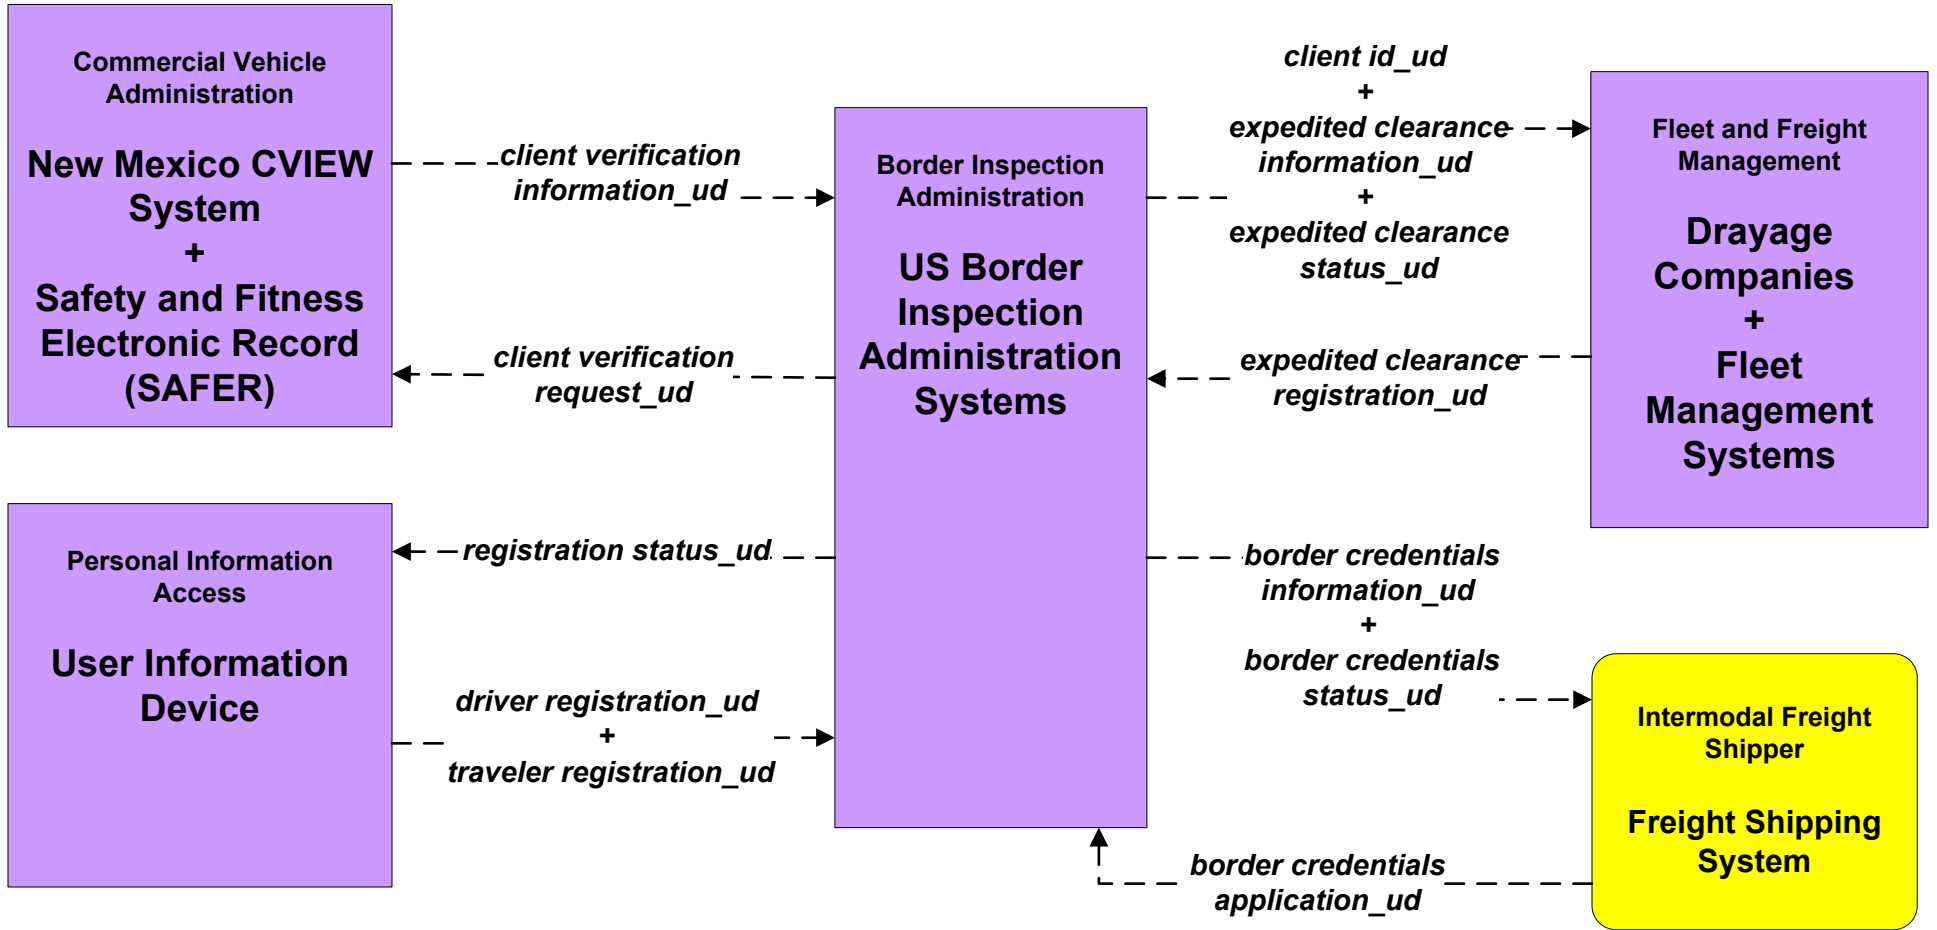 Commercial Vehicle
Administration
New Mexico CVIEW
System
+
Safety and Fitness
Electronic Record
(SAFER)
client verification
information_ud
client verification
request_ud
Personal Information
Access
User Information
Device
registration status_ud
driver registration_ud
+
traveler registration_ud
Border Inspection
Administration
US Border
Inspection
Administration
Systems
client id_ud
+
expedited clearance
information_ud
+
expedited clearance
status_ud
expedited clearance
registration_ud
border credentials
information_ud
+
border credentials
status_ud
border credentials
application_ud
Fleet and Freight
Management
Drayage
Companies
+
Fleet
Management
Systems
Intermodal Freight
Shipper
Freight Shipping
System